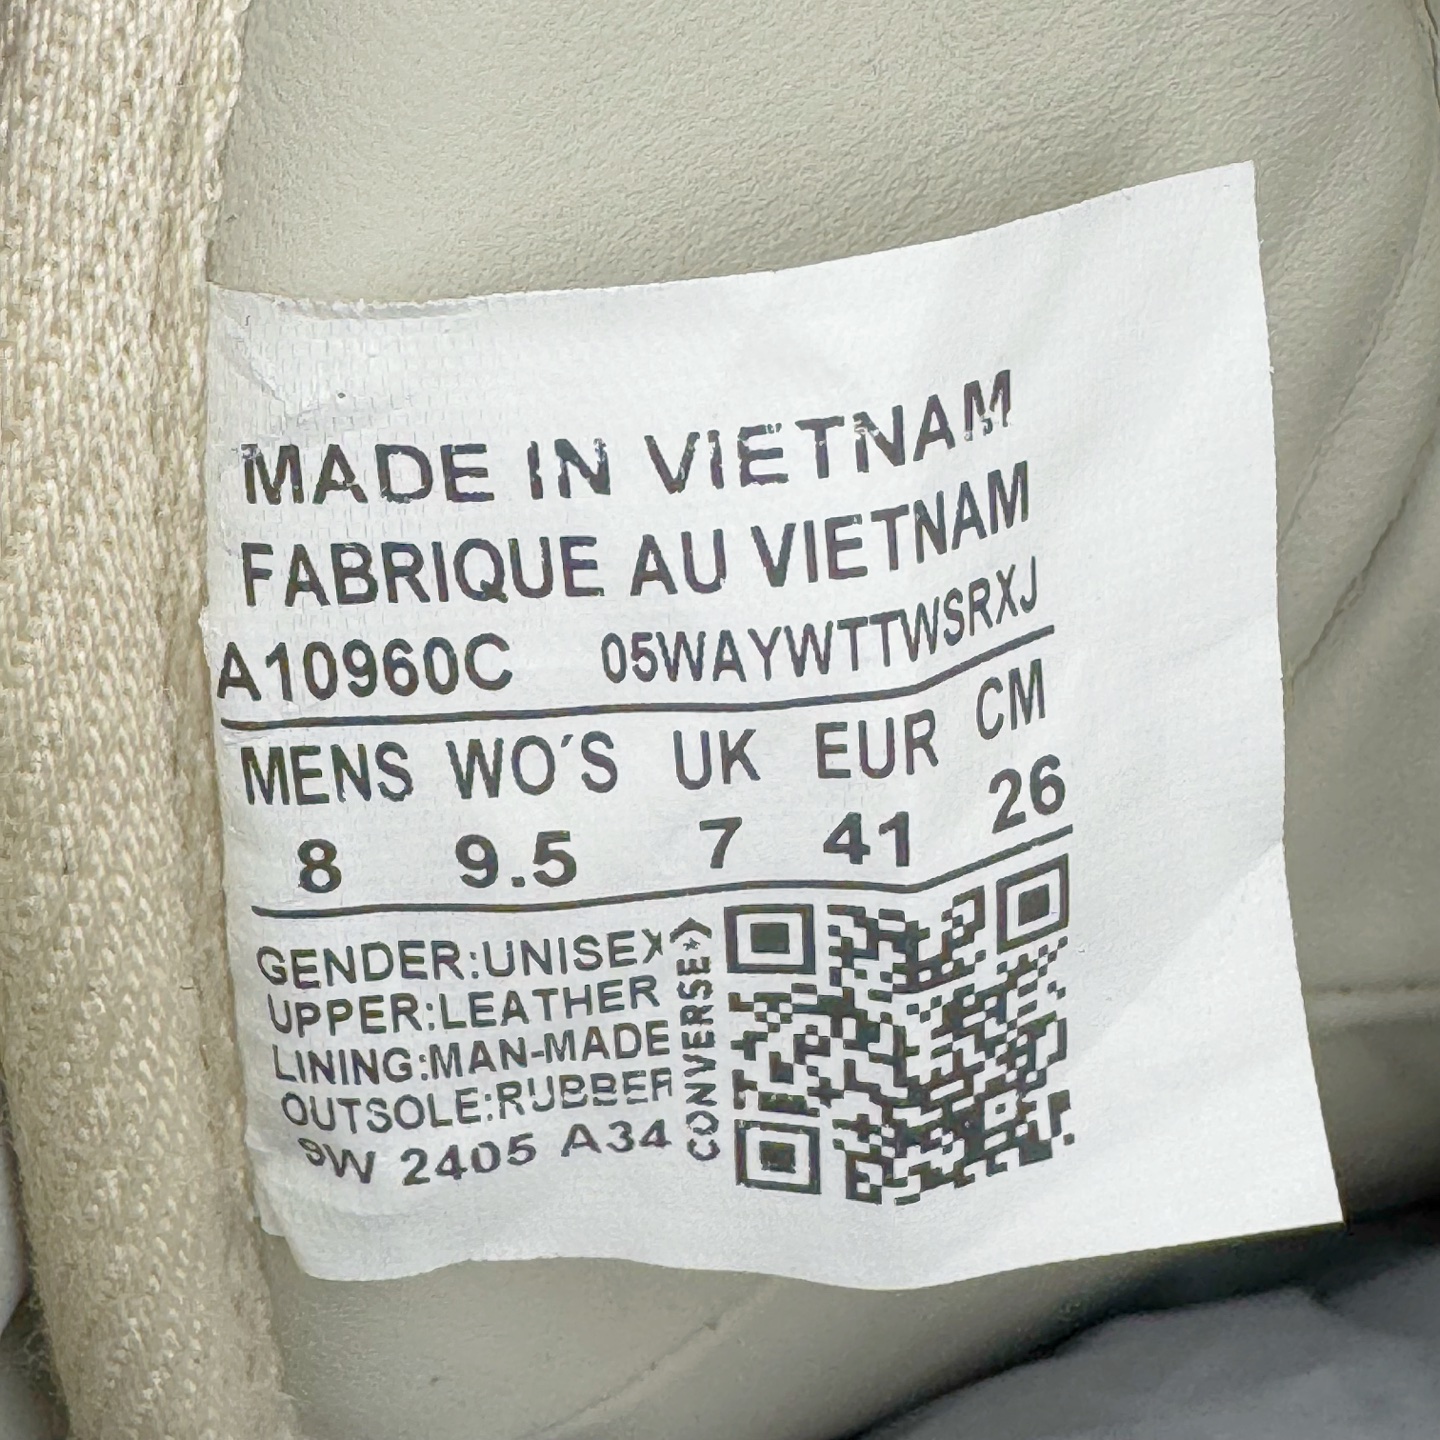 MADE IN VIETNAM
FABRIQUE AU VIETNAM
A10960C 05WAYWTTWSRXJ
MENS WO´S UK EUR CM
8 9.5 7 41 26
GENDER:UNISEX
UPPER:LEATHER
LINING:MAN-MADE
OUTSOLE:RUBBER
9W 2405 A34
CONVERSE